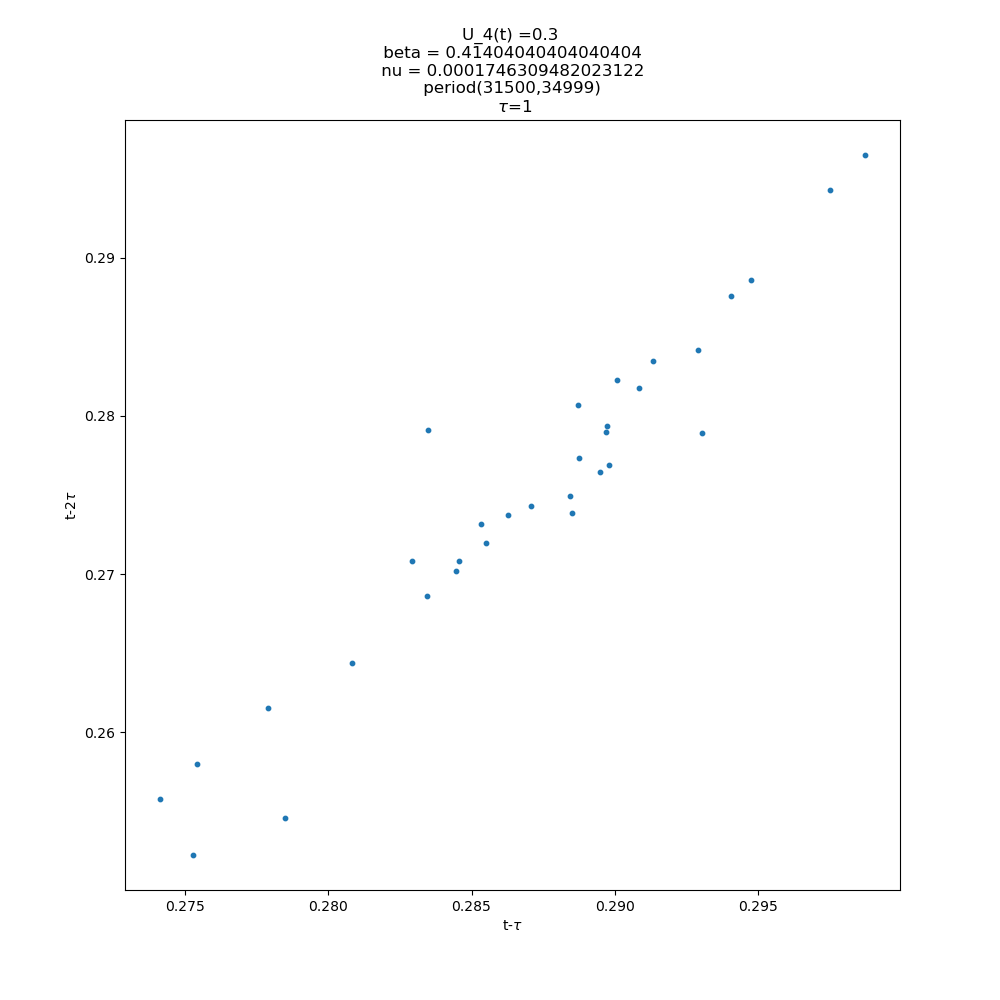 U_4(t) =0.3
beta = 0.41404040404040404
nu = 0.0001746309482023122
period(31500,34999)
τ=1
0.29
0.28
0.27
0.26
t-2τ
0.275 0.280 0.285 0.290 0.295
t-τ